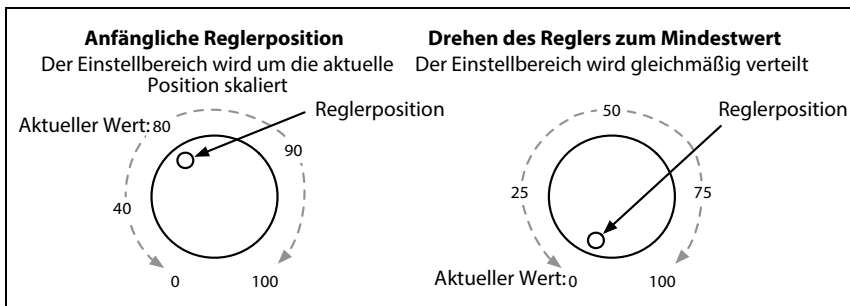 Anfängliche Reglerposition
Der Einstellbereich wird um die aktuelle
Position skaliert
Reglerposition
Aktueller Wert: 80
90
40
0
100
Drehen des Reglers zum Mindestwert
Der Einstellbereich wird gleichmäßig verteilt
50
Reglerposition
25
75
Aktueller Wert: 0
100